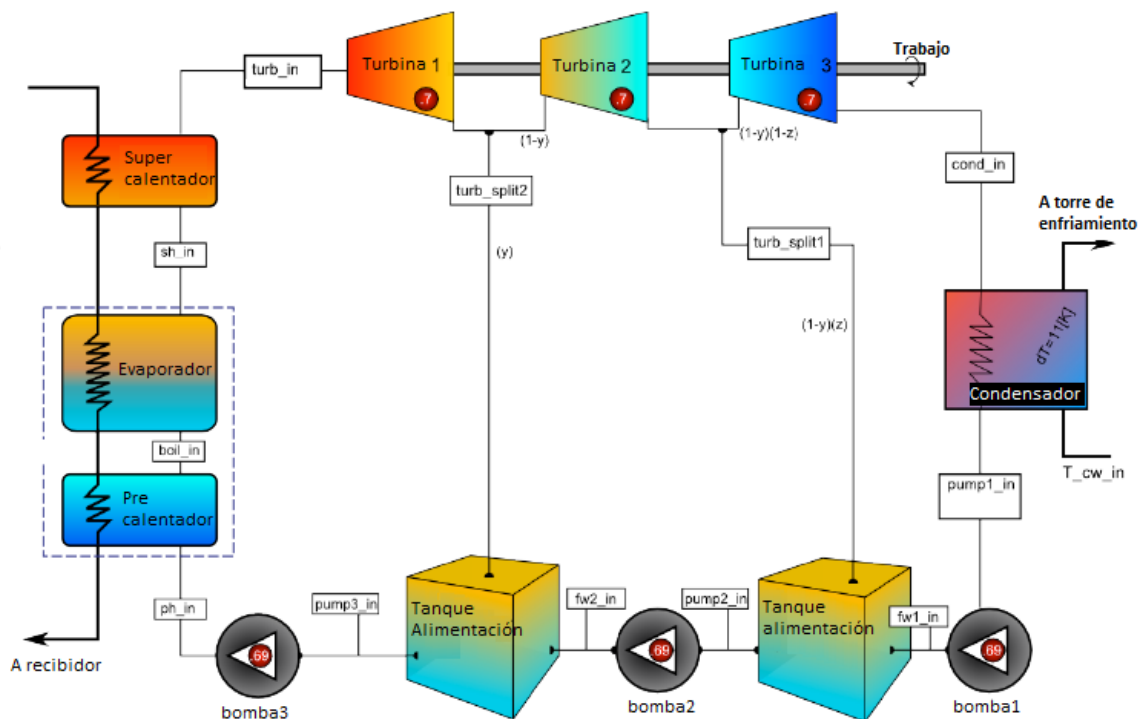 Trabajo
turb_in
Turbina 1
.7
Turbina 2
.7
Turbina 3
.7
(1-y)
(1-y)(1-z)
Super
calentador
turb_split2
cond_in
A torre de
enfriamiento
turb_split1
sh_in
(y)
(1-y)(z)
dT=11[K]
Evaporador
Condensador
boil_in
T_cw_in
pump1_in
Pre
calentador
ph_in
pump3_in
Tanque
Alimentación
fw2_in
pump2_in
Tanque
alimentación
fw1_in
.69
.69
.69
A recibidor
bomba3
bomba2
bomba1